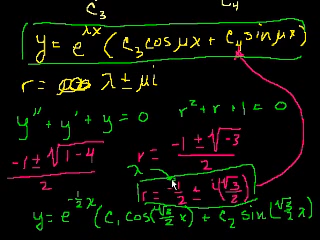 c₃ c₄
y = e^λx (c₃ cos μx + c₄ sin μx)
r = λ ± μi
y'' + y' + y = 0 r² + r + 1 = 0
(-1 ± √(1 - 4))/2 r = (-1 ± √-3)/2
λ r = -1/2 ± i(√3/2)
y = e^(-1/2 x) (c₁ cos(√3/2 x) + c₂ sin(√3/2 x)